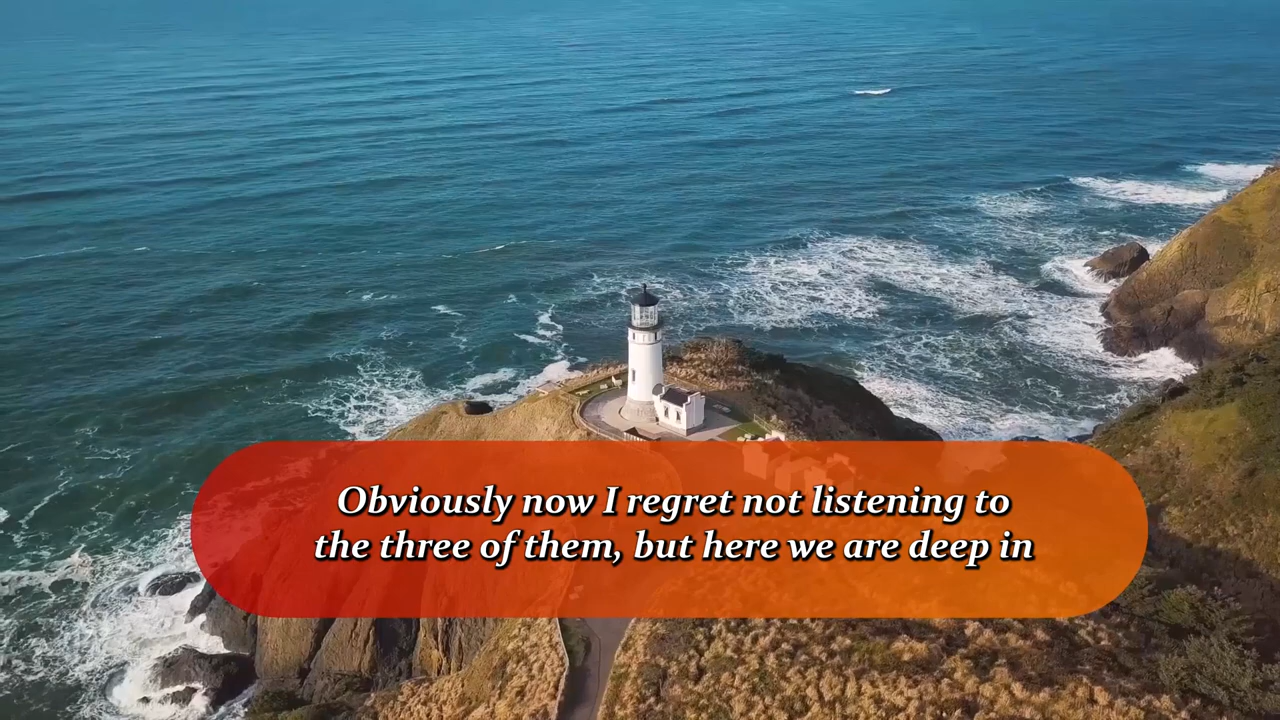 Obviously now I regret not listening to
the three of them, but here we are deep in